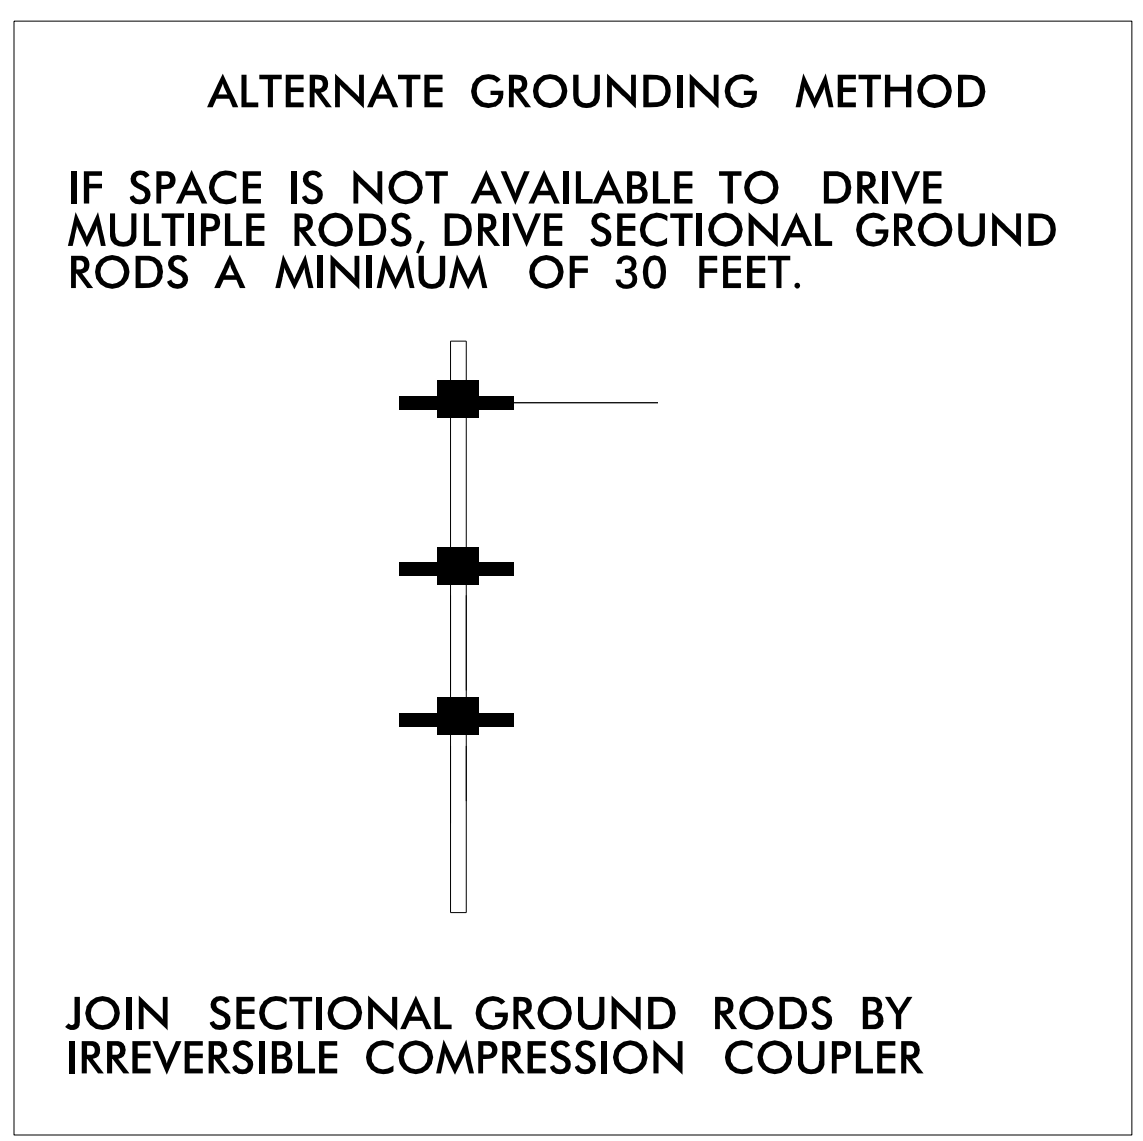 ALTERNATE GROUNDING METHOD
IF SPACE IS NOT AVAILABLE TO DRIVE
MULTIPLE RODS, DRIVE SECTIONAL GROUND
RODS A MINIMUM OF 30 FEET.
JOIN SECTIONAL GROUND RODS BY
IRREVERSIBLE COMPRESSION COUPLER